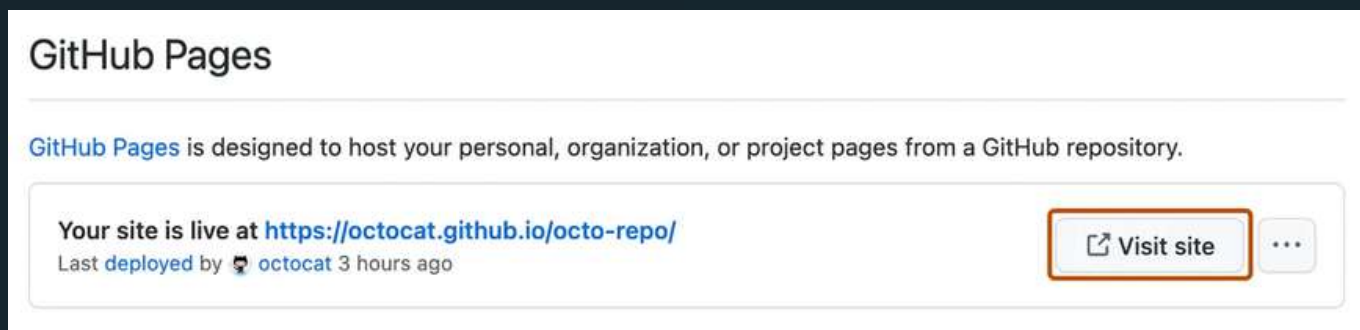 GitHub Pages
GitHub Pages is designed to host your personal, organization, or project pages from a GitHub repository.
Your site is live at https://octocat.github.io/octo-repo/
Last deployed by octocat 3 hours ago
Visit site